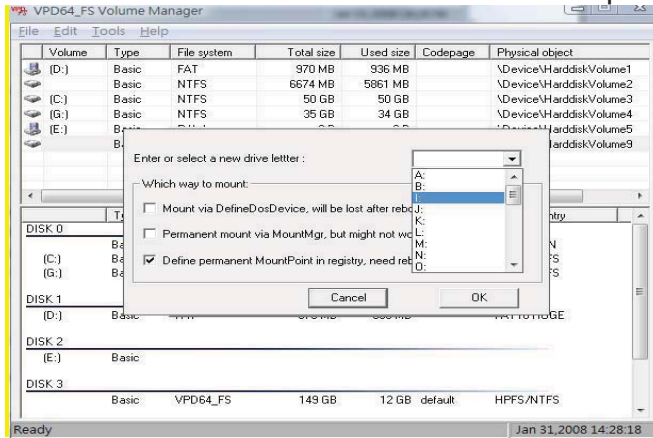 VPD64_FS Volume Manager
File Edit Tools Help
Volume Type File system Total size Used size Codepage Physical object
(D:) Basic FAT 970 MB 936 MB \Device\HarddiskVolume1
Basic NTFS 6674 MB 5861 MB \Device\HarddiskVolume2
(C:) Basic NTFS 50 GB 50 GB \Device\HarddiskVolume3
(G:) Basic NTFS 35 GB 34 GB \Device\HarddiskVolume4
(E:)
Enter or select a new drive lettter :
A:
B:
I:
J:
K:
L:
M:
N:
O:
Which way to mount:
Mount via DefineDosDevice, will be lost after rebo
Permanent mount via MountMgr, but might not wo
Define permanent MountPoint in registry, need reb
Cancel OK
DISK 0
(C:)
(G:)
DISK 1
(D:)
DISK 2
(E:) Basic
DISK 3
Basic VPD64_FS 149 GB 12 GB default HPFS/NTFS
Ready Jan 31,2008 14:28:18